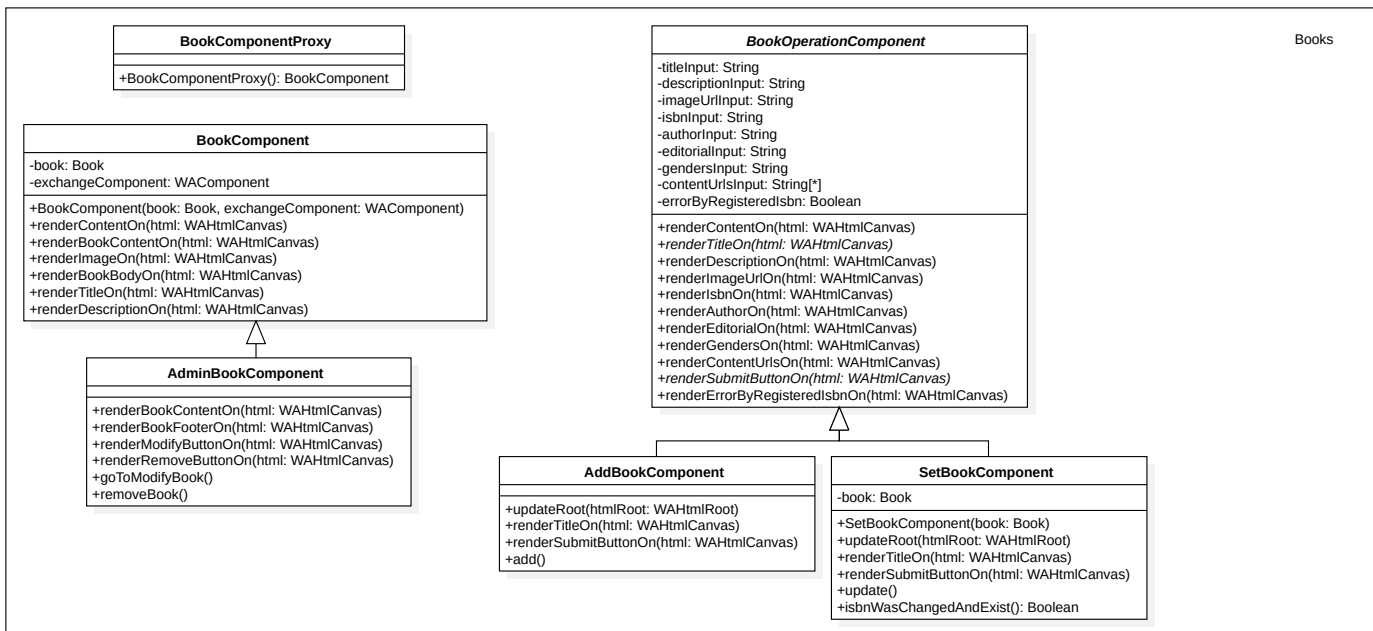 Books
BookComponentProxy
+BookComponentProxy(): BookComponent
BookComponent
-book: Book
-exchangeComponent: WAComponent
+BookComponent(book: Book, exchangeComponent: WAComponent)
+renderContentOn(html: WAHtmlCanvas)
+renderBookContentOn(html: WAHtmlCanvas)
+renderImageOn(html: WAHtmlCanvas)
+renderBookBodyOn(html: WAHtmlCanvas)
+renderTitleOn(html: WAHtmlCanvas)
+renderDescriptionOn(html: WAHtmlCanvas)
AdminBookComponent
+renderBookContentOn(html: WAHtmlCanvas)
+renderBookFooterOn(html: WAHtmlCanvas)
+renderModifyButtonOn(html: WAHtmlCanvas)
+renderRemoveButtonOn(html: WAHtmlCanvas)
+goToModifyBook()
+removeBook()
BookOperationComponent
-titleInput: String
-descriptionInput: String
-imageUrlInput: String
-isbnInput: String
-authorInput: String
-editorialInput: String
-gendersInput: String
-contentUrlsInput: String[*]
-errorByRegisteredIsbn: Boolean
+renderContentOn(html: WAHtmlCanvas)
+renderTitleOn(html: WAHtmlCanvas)
+renderDescriptionOn(html: WAHtmlCanvas)
+renderImageUrlOn(html: WAHtmlCanvas)
+renderIsbnOn(html: WAHtmlCanvas)
+renderAuthorOn(html: WAHtmlCanvas)
+renderEditorialOn(html: WAHtmlCanvas)
+renderGendersOn(html: WAHtmlCanvas)
+renderContentUrlsOn(html: WAHtmlCanvas)
+renderSubmitButtonOn(html: WAHtmlCanvas)
+renderErrorByRegisteredIsbnOn(html: WAHtmlCanvas)
AddBookComponent
+updateRoot(htmlRoot: WAHtmlRoot)
+renderTitleOn(html: WAHtmlCanvas)
+renderSubmitButtonOn(html: WAHtmlCanvas)
+add()
SetBookComponent
-book: Book
+SetBookComponent(book: Book)
+updateRoot(htmlRoot: WAHtmlRoot)
+renderTitleOn(html: WAHtmlCanvas)
+renderSubmitButtonOn(html: WAHtmlCanvas)
+update()
+isbnWasChangedAndExist(): Boolean